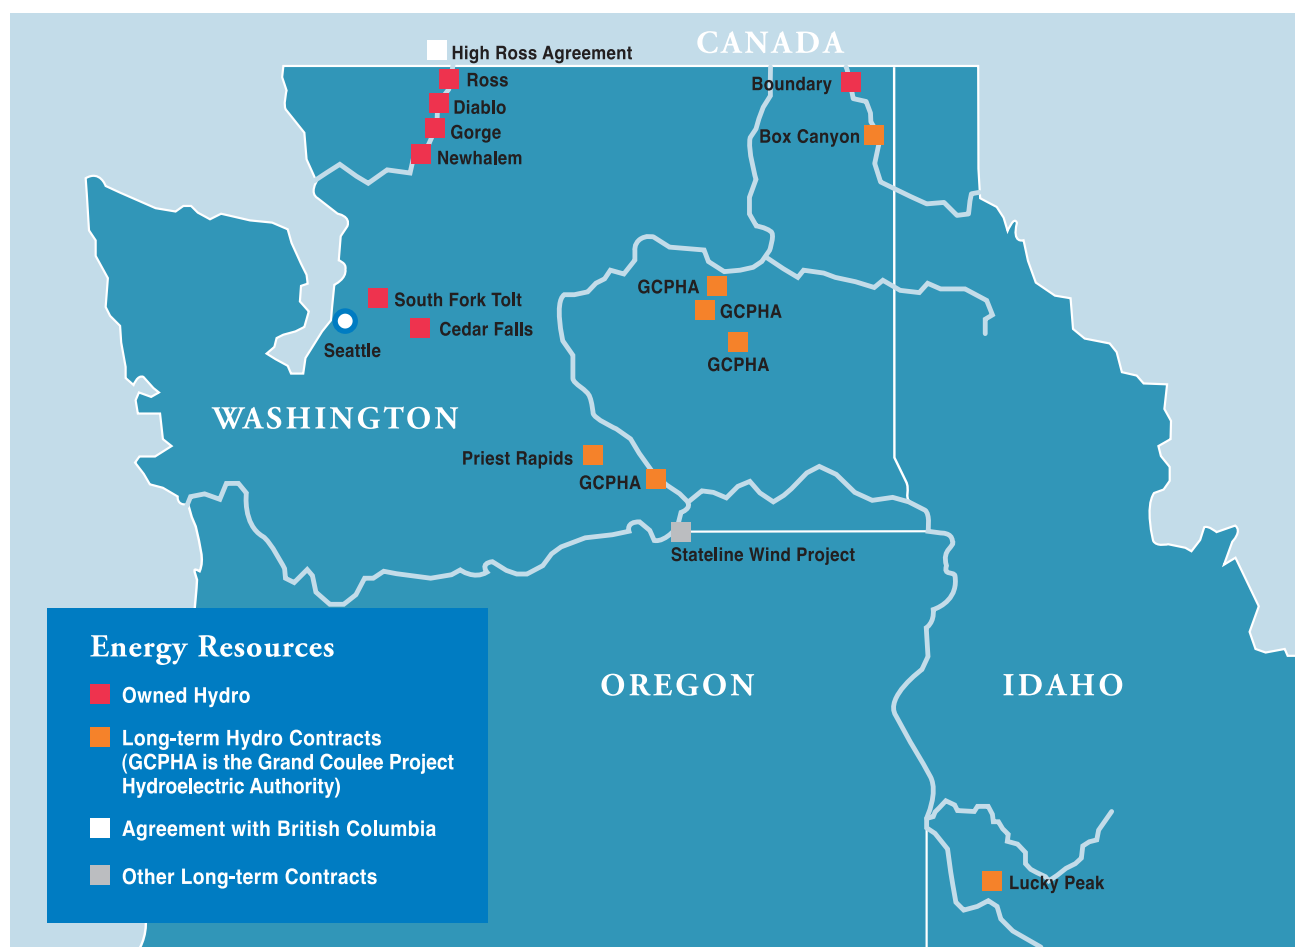 CANADA
High Ross Agreement
Ross
Boundary
Diablo
Gorge
Box Canyon
Newhalem
GCPHA
South Fork Tolt
GCPHA
Cedar Falls
Seattle
GCPHA
WASHINGTON
Priest Rapids
GCPHA
Stateline Wind Project
OREGON
IDAHO
Energy Resources
Owned Hydro
Long-term Hydro Contracts
(GCPHA is the Grand Coulee Project
Hydroelectric Authority)
Agreement with British Columbia
Other Long-term Contracts
Lucky Peak